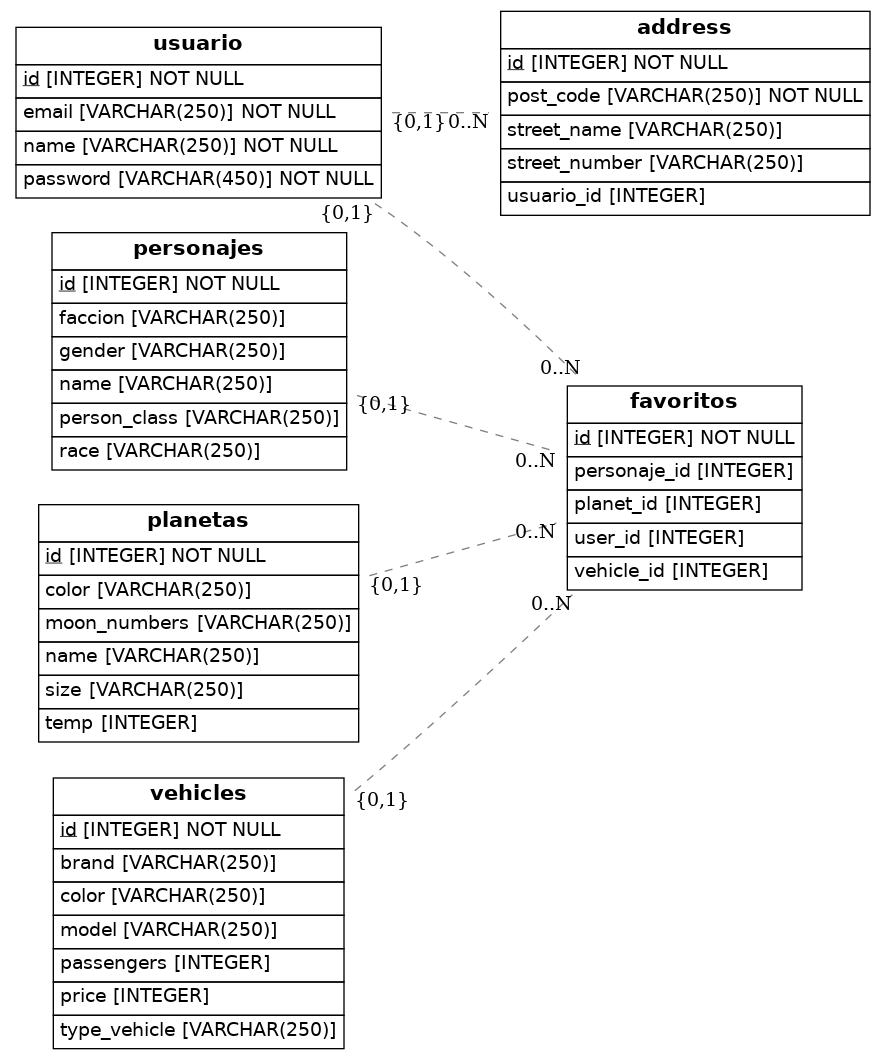 usuario
id [INTEGER] NOT NULL
email [VARCHAR(250)] NOT NULL
name [VARCHAR(250)] NOT NULL
password [VARCHAR(450)] NOT NULL
{0,1} 0..N
address
id [INTEGER] NOT NULL
post_code [VARCHAR(250)] NOT NULL
street_name [VARCHAR(250)]
street_number [VARCHAR(250)]
usuario_id [INTEGER]
{0,1}
0..N
personajes
id [INTEGER] NOT NULL
faccion [VARCHAR(250)]
gender [VARCHAR(250)]
name [VARCHAR(250)]
person_class [VARCHAR(250)]
race [VARCHAR(250)]
{0,1}
0..N
favoritos
id [INTEGER] NOT NULL
personaje_id [INTEGER]
planet_id [INTEGER]
user_id [INTEGER]
vehicle_id [INTEGER]
planetas
id [INTEGER] NOT NULL
color [VARCHAR(250)]
moon_numbers [VARCHAR(250)]
name [VARCHAR(250)]
size [VARCHAR(250)]
temp [INTEGER]
0..N
{0,1}
0..N
{0,1}
vehicles
id [INTEGER] NOT NULL
brand [VARCHAR(250)]
color [VARCHAR(250)]
model [VARCHAR(250)]
passengers [INTEGER]
price [INTEGER]
type_vehicle [VARCHAR(250)]